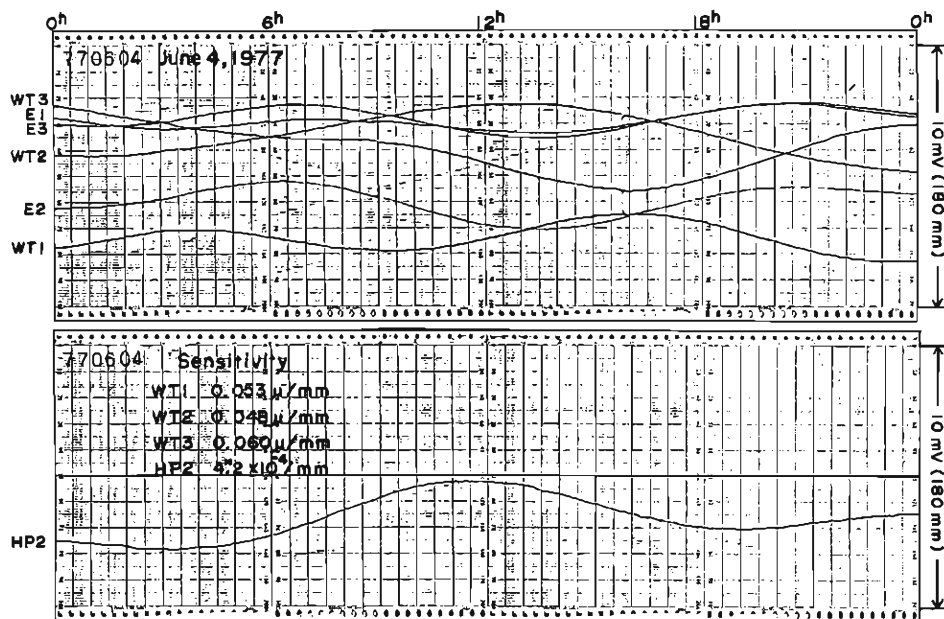 0h 6h 12h 18h 0h
770604 June 4, 1977
WT3
E1
E3
WT2
E2
WT1
10 mV (180 mm)
770604 Sensitivity
WT1 0.053 μ/mm
WT2 0.048 μ/mm
WT3 0.060 μ/mm
HP2 4."2 x10-4/mm
HP2
10 mV (180 mm)